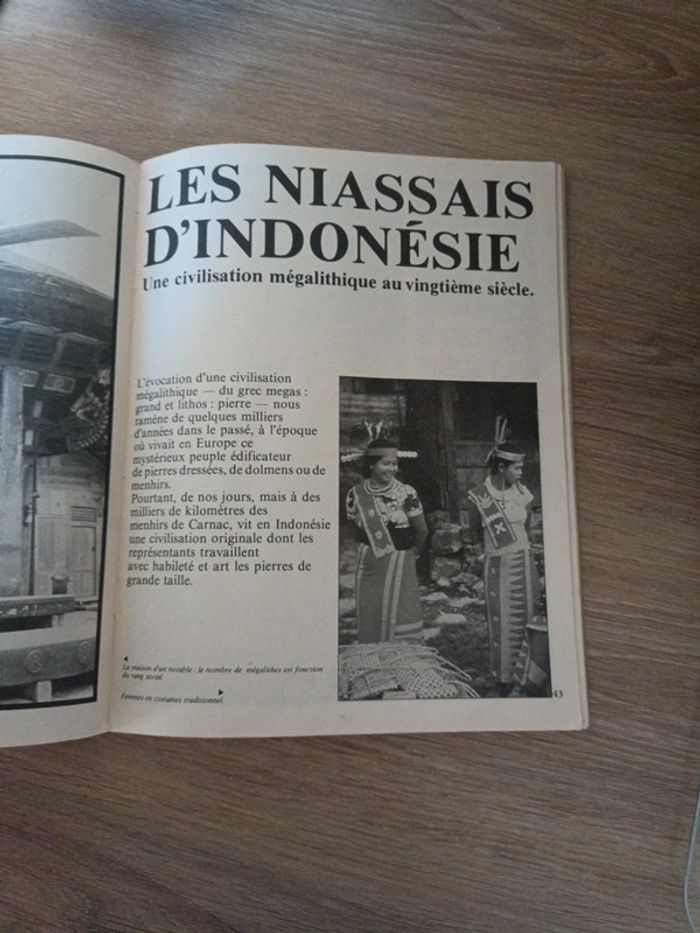 LES NIASSAIS
D'INDONÉSIE
Une civilisation mégalithique au vingtième siècle.
L'évocation d'une civilisation
mégalithique — du grec megas :
grand et lithos : pierre — nous
ramène de quelques milliers
d'années dans le passé, à l'époque
où vivait en Europe ce
mystérieux peuple édificateur
de pierres dressées, de dolmens ou de
menhirs.
Pourtant, de nos jours, mais à des
milliers de kilomètres des
menhirs de Carnac, vit en Indonésie
une civilisation originale dont les
représentants travaillent
avec habileté et art les pierres de
grande taille.
La maison d'un notable : le nombre de mégalithes est fonction
du rang social.
Femmes en costumes traditionnel.
43